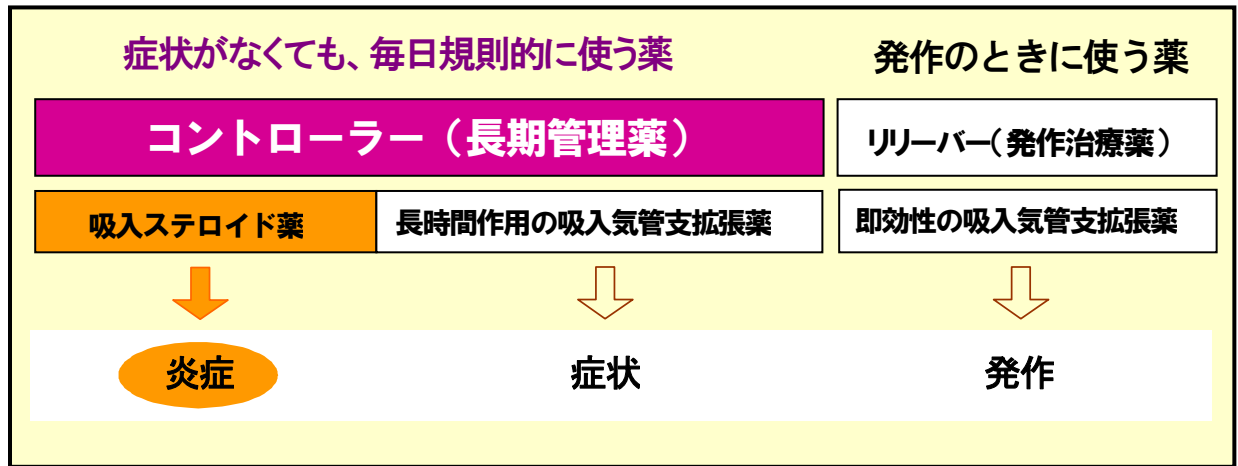 症状がなくても、毎日規則的に使う薬
発作のときに使う薬
コントローラー（長期管理薬）
リリーバー（発作治療薬）
吸入ステロイド薬
長時間作用の吸入気管支拡張薬
即効性の吸入気管支拡張薬
炎症
症状
発作